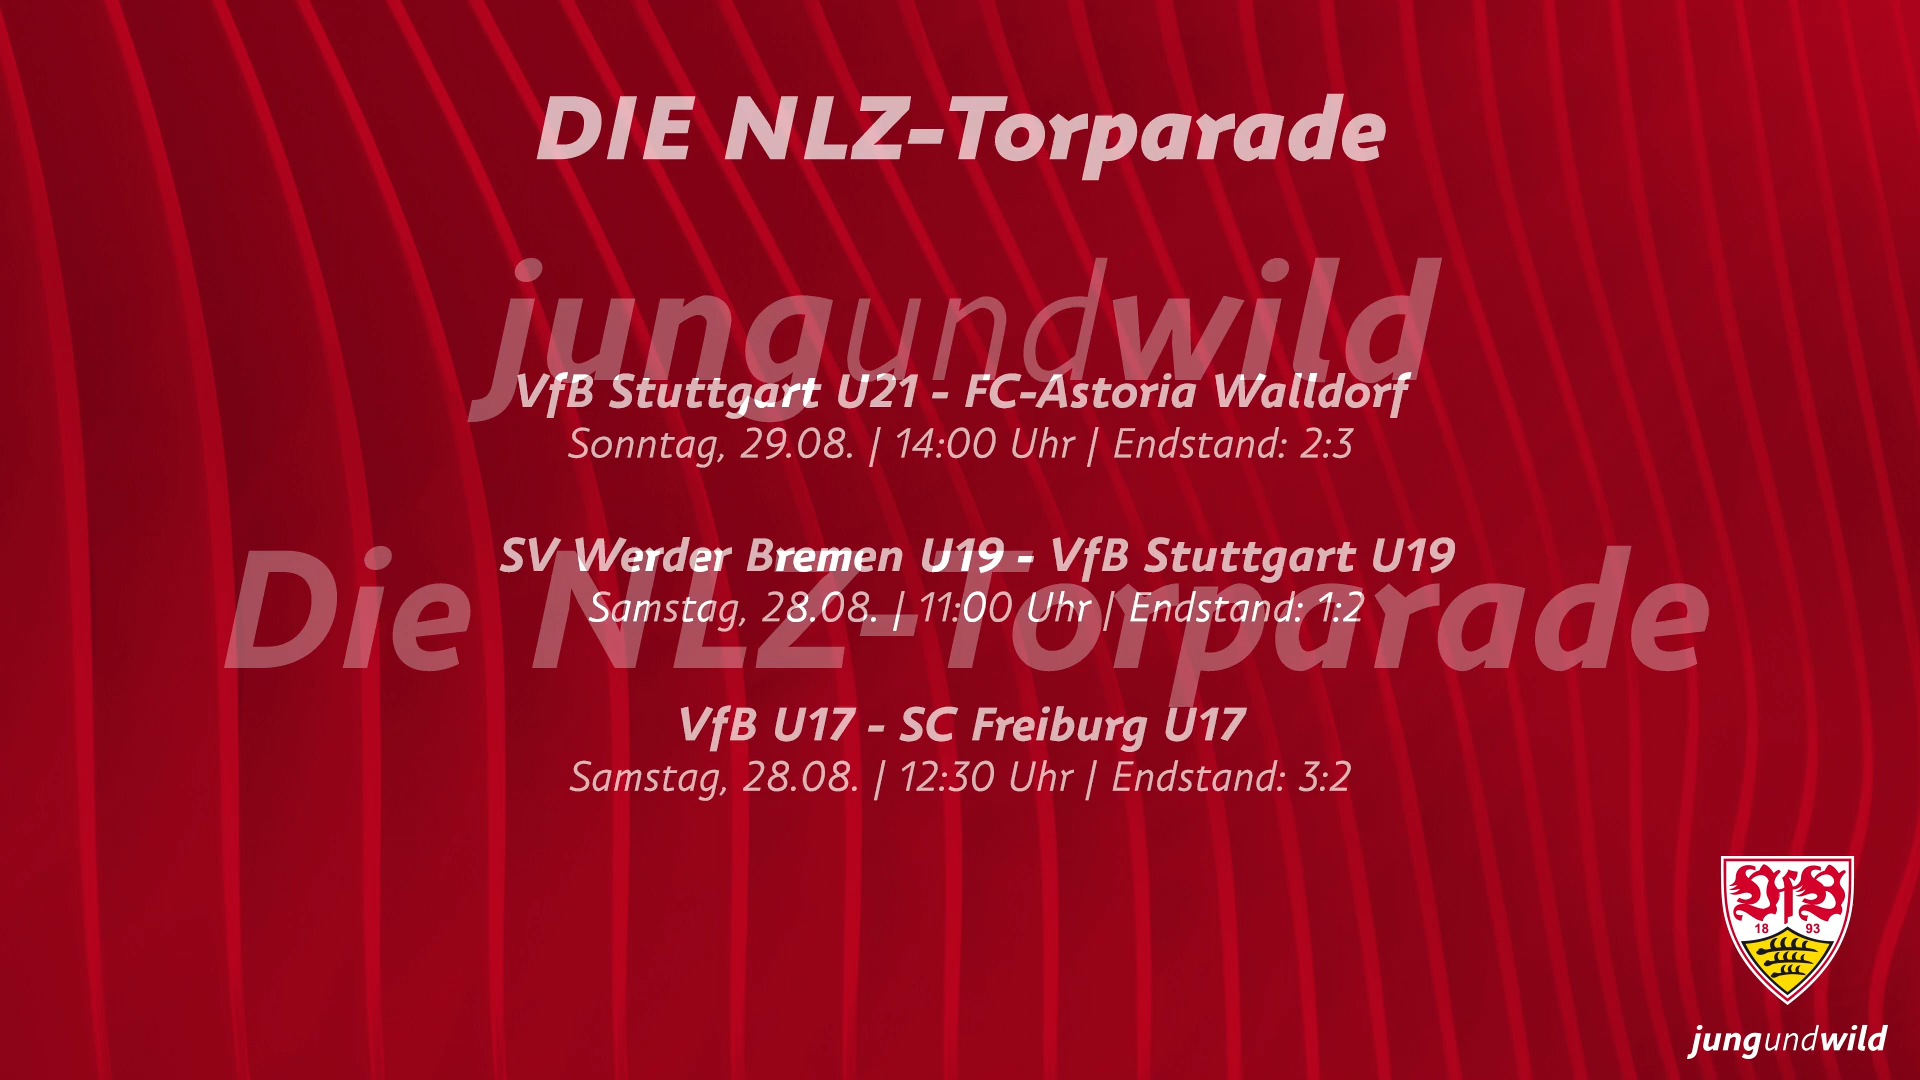 DIE NLZ-Torparade
jungundwild
VfB Stuttgart U21 - FC-Astoria Walldorf
Sonntag, 29.08. | 14:00 Uhr | Endstand: 2:3
SV Werder Bremen U19 - VfB Stuttgart U19
Die NLZ-Torparade
Samstag, 28.08. | 11:00 Uhr | Endstand: 1:2
VfB U17 - SC Freiburg U17
Samstag, 28.08. | 12:30 Uhr | Endstand: 3:2
VfB
18 93
jungundwild